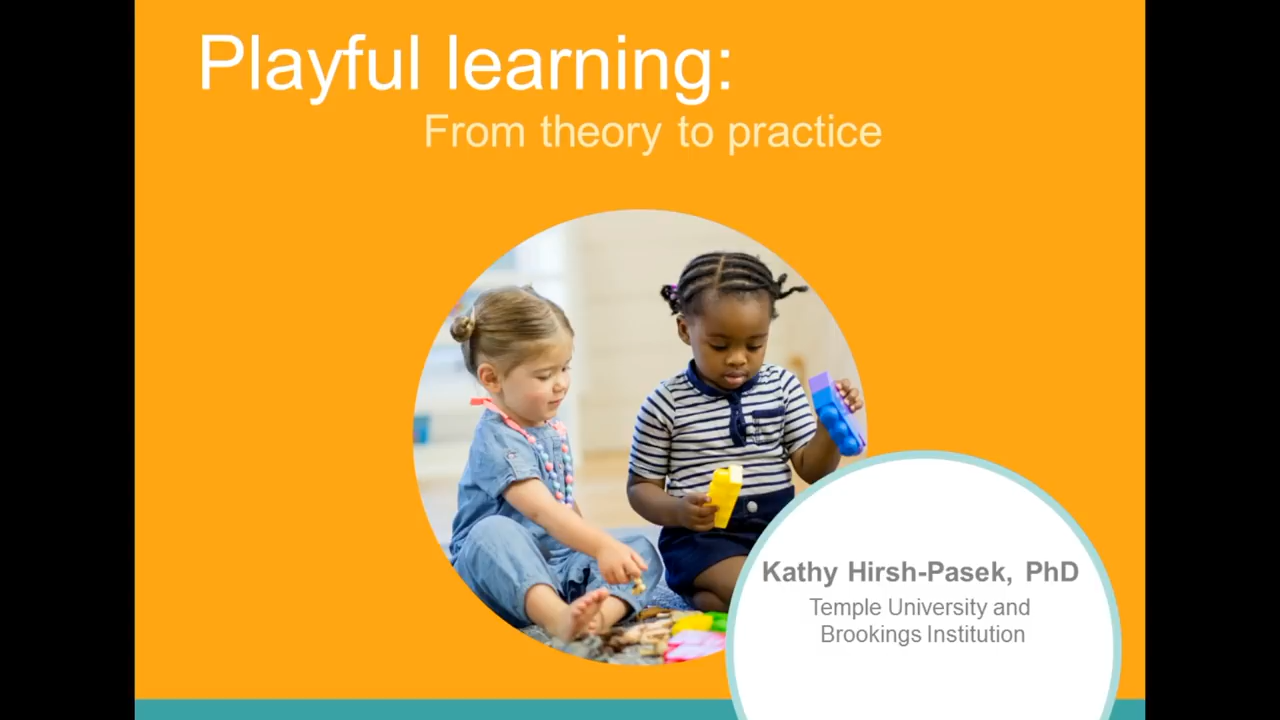 Playful learning:
From theory to practice
Kathy Hirsh-Pasek, PhD
Temple University and
Brookings Institution